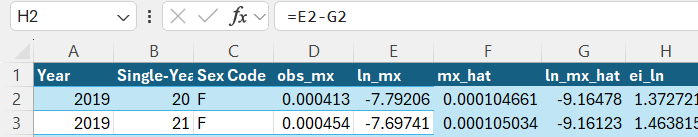 H2 fx =E2-G2
A B C D E F G H
1 Year Single-Yea Sex Code obs_mx ln_mx mx_hat ln_mx_hat ei_ln
2 2019 20 F 0.000413 -7.79206 0.000104661 -9.16478 1.372721
3 2019 21 F 0.000454 -7.69741 0.000105034 -9.16123 1.463815